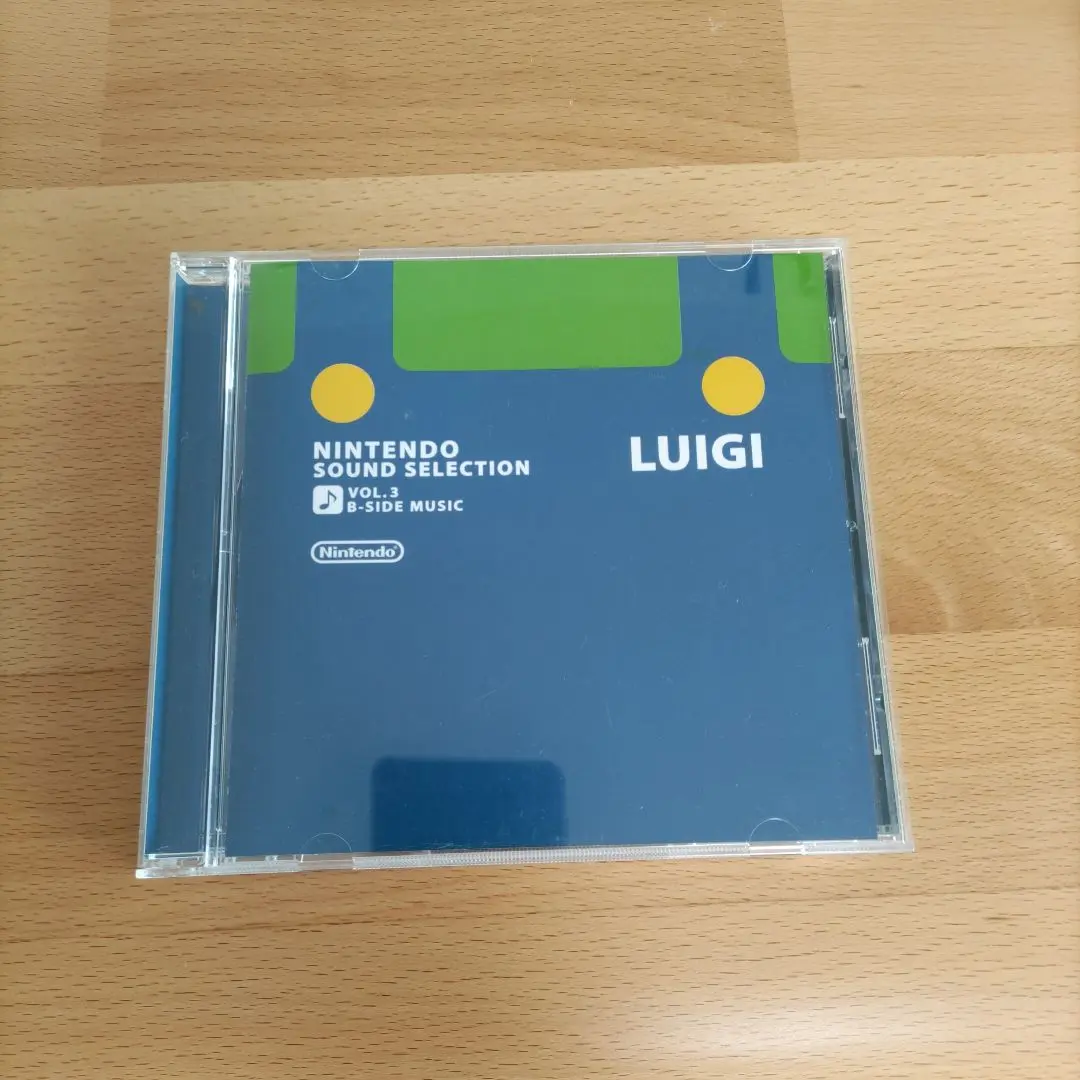 NINTENDO
SOUND SELECTION
VOL.3
B-SIDE MUSIC
Nintendo®
LUIGI